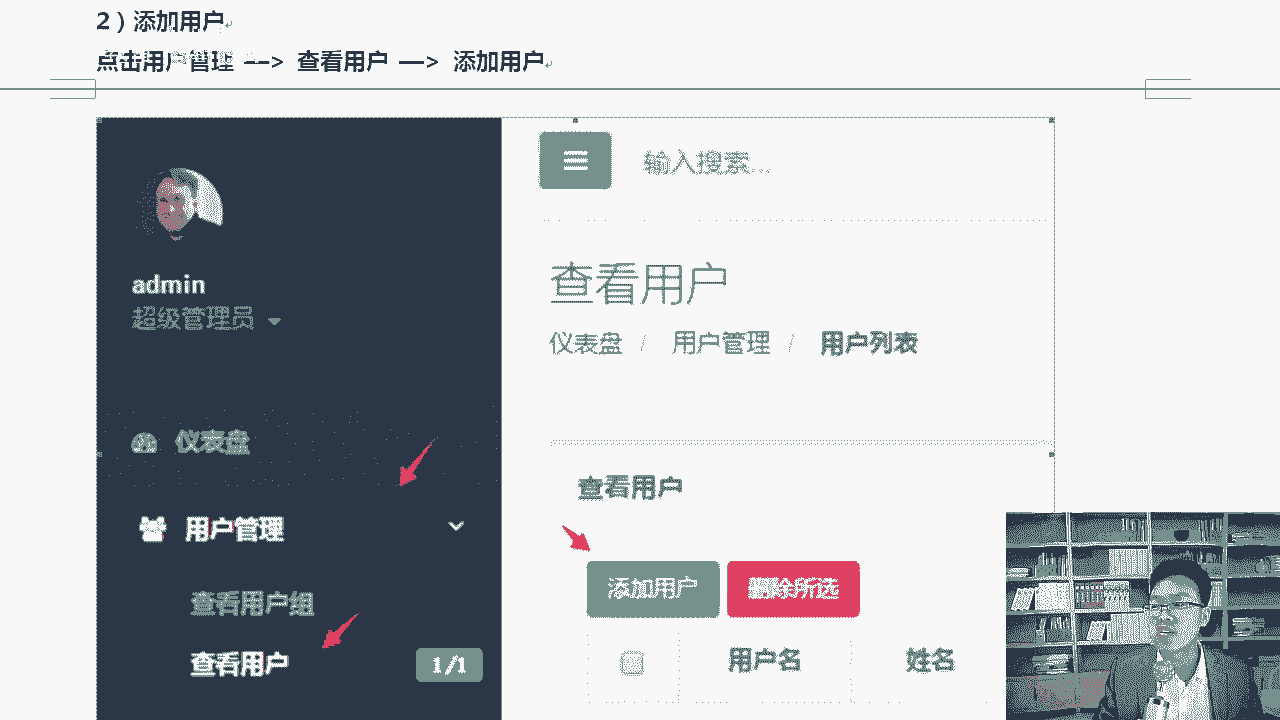 2）添加用户
点击用户管理 —> 查看用户 —> 添加用户
输入搜索...
查看用户
admin
超级管理员
仪表盘 / 用户管理 / 用户列表
仪表盘
查看用户
用户管理
添加用户 删除所选
查看用户组
查看用户 1/1
用户名 姓名